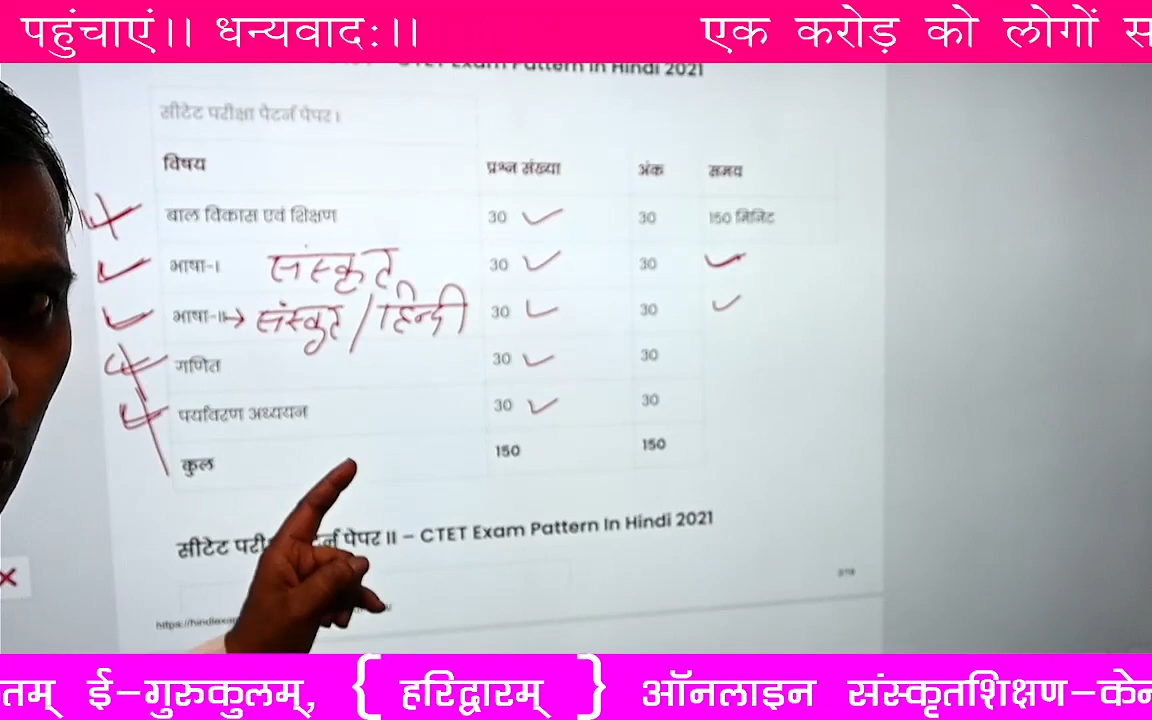 पहुंचाएं।। धन्यवादः।। एक करोड़ को लोगों स
CTET Exam Pattern In Hindi 2021
सीटेट परीक्षा पैटर्न पेपर।
विषय प्रश्न संख्या अंक समय
बाल विकास एवं शिक्षण 30 30 150 मिनिट
भाषा-। संस्कृत 30 30
भाषा-॥ → संस्कृत / हिन्दी 30 30
गणित 30 30
पर्यावरण अध्ययन 30 30
कुल 150 150
सीटेट परी र्न पेपर II – CTET Exam Pattern In Hindi 2021
https://hindiexa
तम् ई-गुरुकुलम्, { हरिद्वारम् } ऑनलाइन संस्कृतशिक्षण-केन